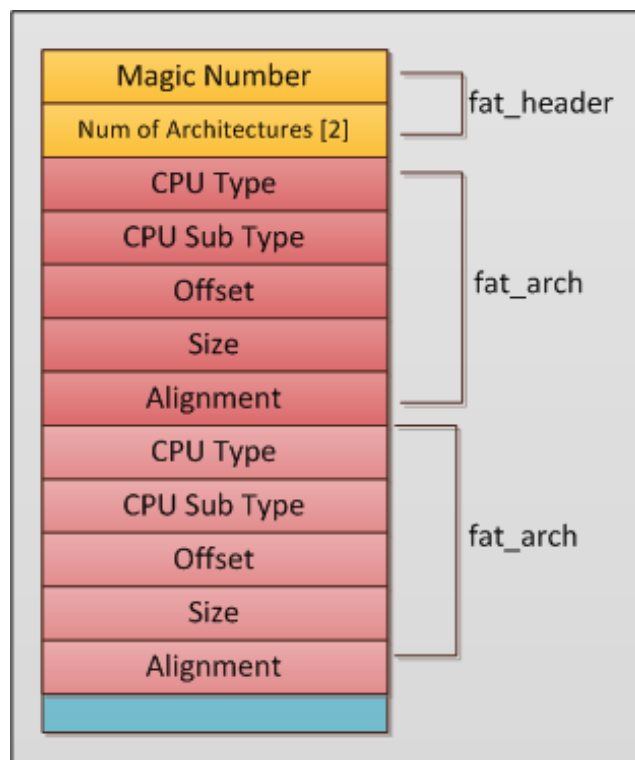 Magic Number
Num of Architectures [2]
fat_header
CPU Type
CPU Sub Type
Offset
Size
Alignment
fat_arch
CPU Type
CPU Sub Type
Offset
Size
Alignment
fat_arch